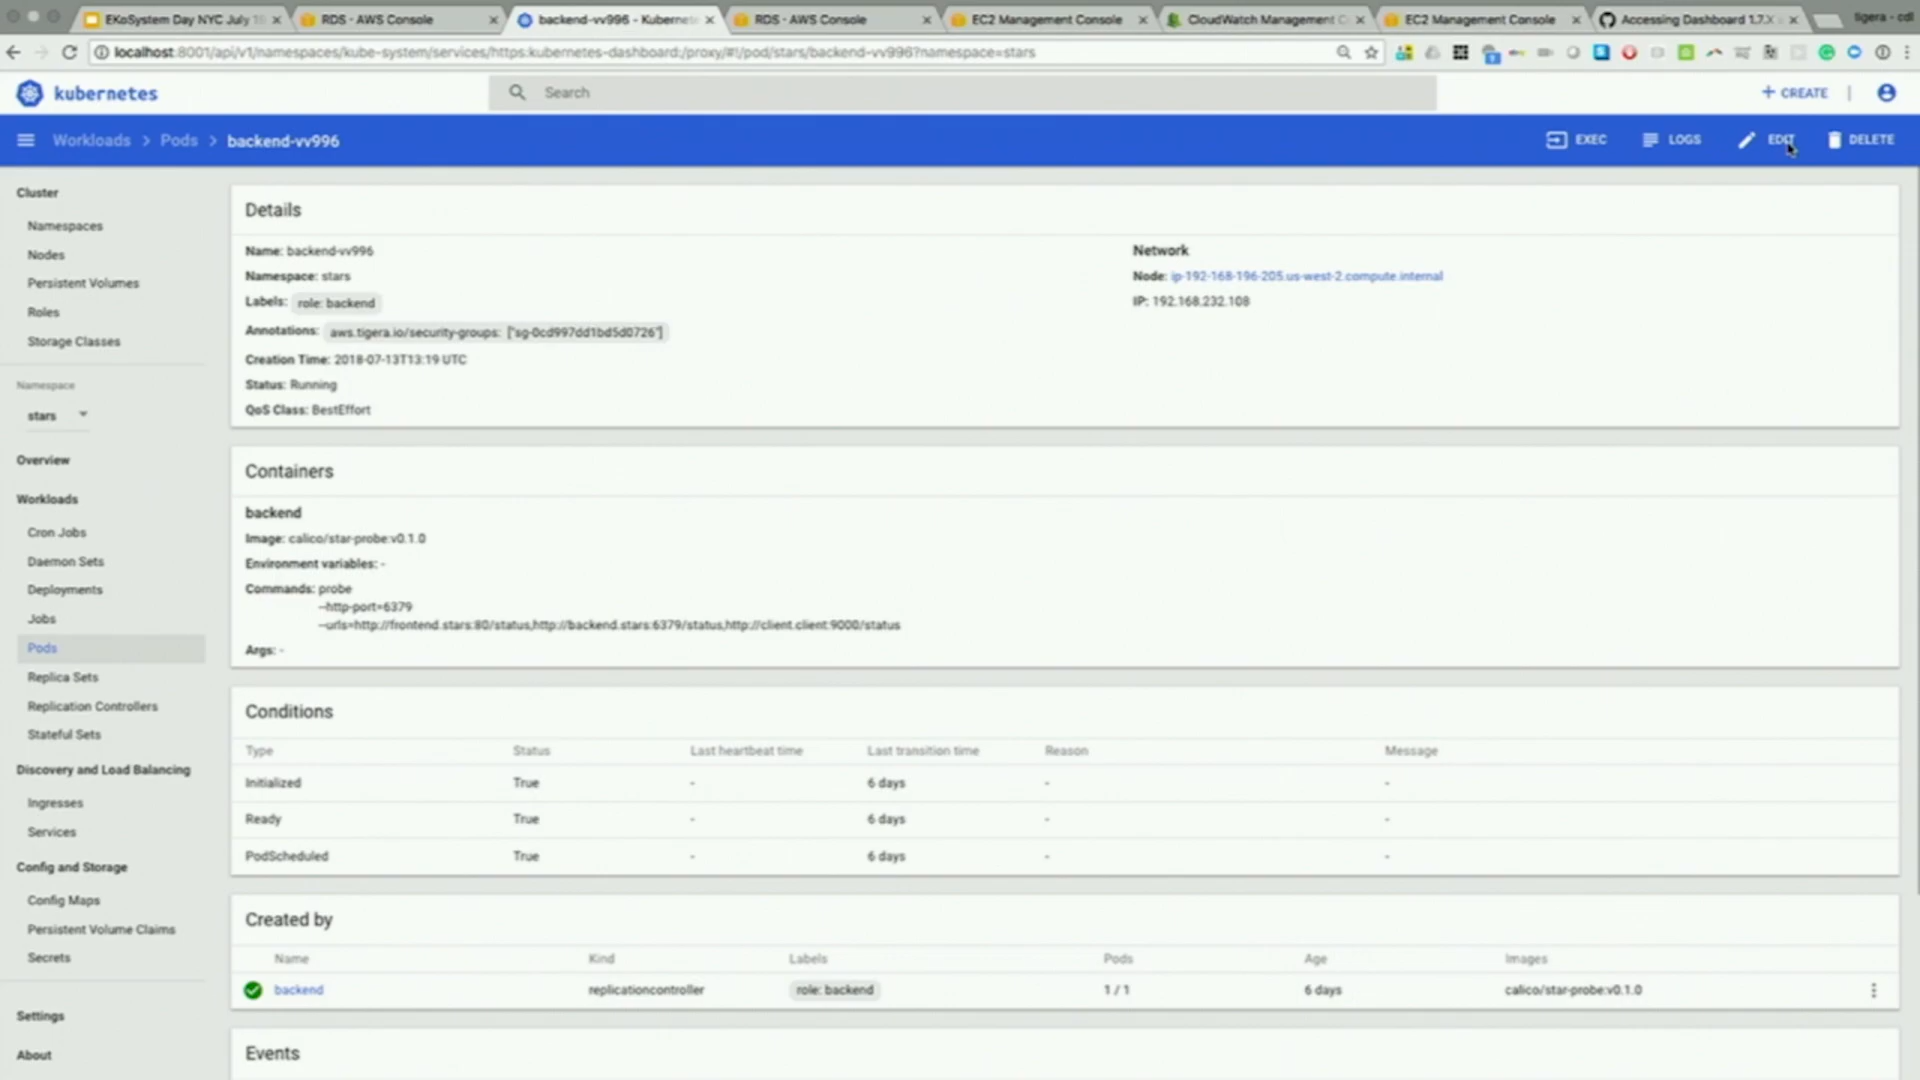 EKoSystem Day NYC July 1
RDS - AWS Console
backend-vv996 - Kubernete
RDS - AWS Console
EC2 Management Console
CloudWatch Management C
EC2 Management Console
Accessing Dashboard 1.7.X
tigera - cdl
localhost:8001/api/v1/namespaces/kube-system/services/https:kubernetes-dashboard:/proxy/#!/pod/stars/backend-vv996?namespace=stars
kubernetes
Search
+ CREATE |
Workloads > Pods > backend-vv996
EXEC
LOGS
EDIT
DELETE
Cluster
Namespaces
Nodes
Persistent Volumes
Roles
Storage Classes
Namespace
stars
Overview
Workloads
Cron Jobs
Daemon Sets
Deployments
Jobs
Pods
Replica Sets
Replication Controllers
Stateful Sets
Discovery and Load Balancing
Ingresses
Services
Config and Storage
Config Maps
Persistent Volume Claims
Secrets
Settings
About
Details
Name: backend-vv996
Namespace: stars
Labels: role: backend
Annotations: aws.tigera.io/security-groups: ["sg-0cd997dd1bd5d0726"]
Creation Time: 2018-07-13T13:19 UTC
Status: Running
QoS Class: BestEffort
Network
Node: ip-192-168-196-205.us-west-2.compute.internal
IP: 192.168.232.108
Containers
backend
Image: calico/star-probe:v0.1.0
Environment variables: -
Commands: probe
--http-port=6379
--urls=http://frontend.stars:80/status,http://backend.stars:6379/status,http://client.client:9000/status
Args: -
Conditions
Type Status Last heartbeat time Last transition time Reason Message
Initialized True - 6 days - -
Ready True - 6 days - -
PodScheduled True - 6 days - -
Created by
Name Kind Labels Pods Age Images
backend replicationcontroller role: backend 1 / 1 6 days calico/star-probe:v0.1.0
Events